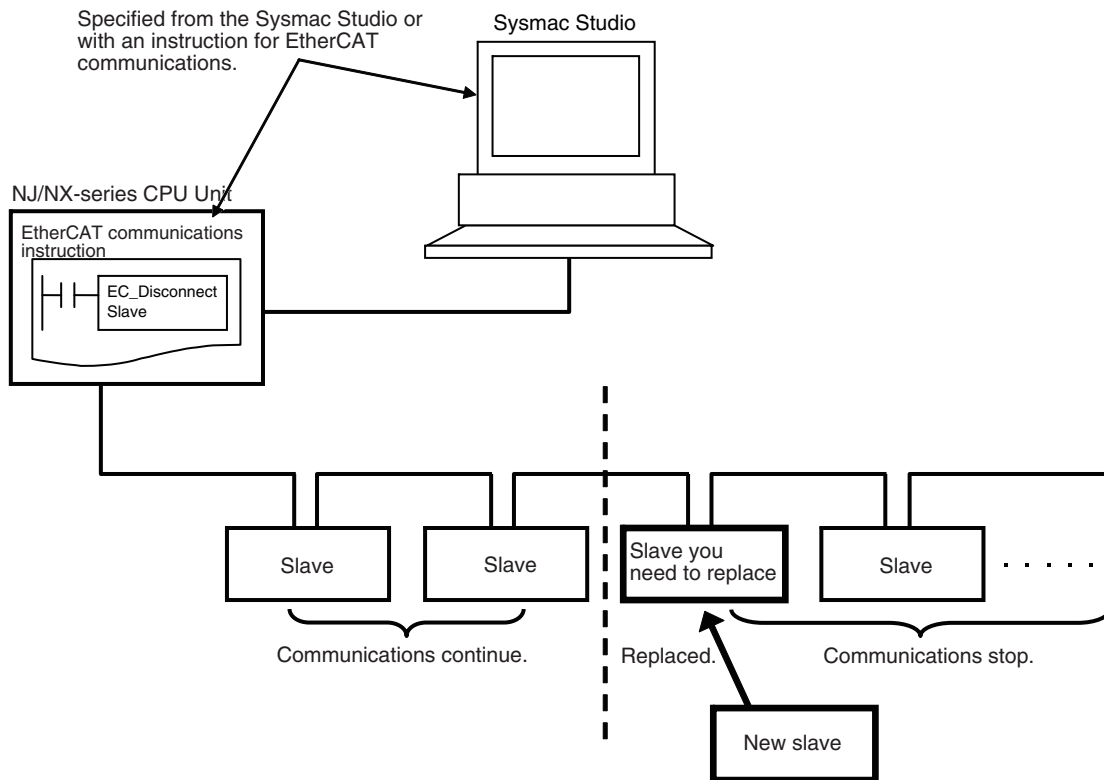 Specified from the Sysmac Studio or
with an instruction for EtherCAT
communications.
Sysmac Studio
NJ/NX-series CPU Unit
EtherCAT communications
instruction
EC_Disconnect
Slave
Slave
Slave
Slave you
need to replace
Slave
· · · · · ·
Communications continue.
Replaced.
Communications stop.
New slave